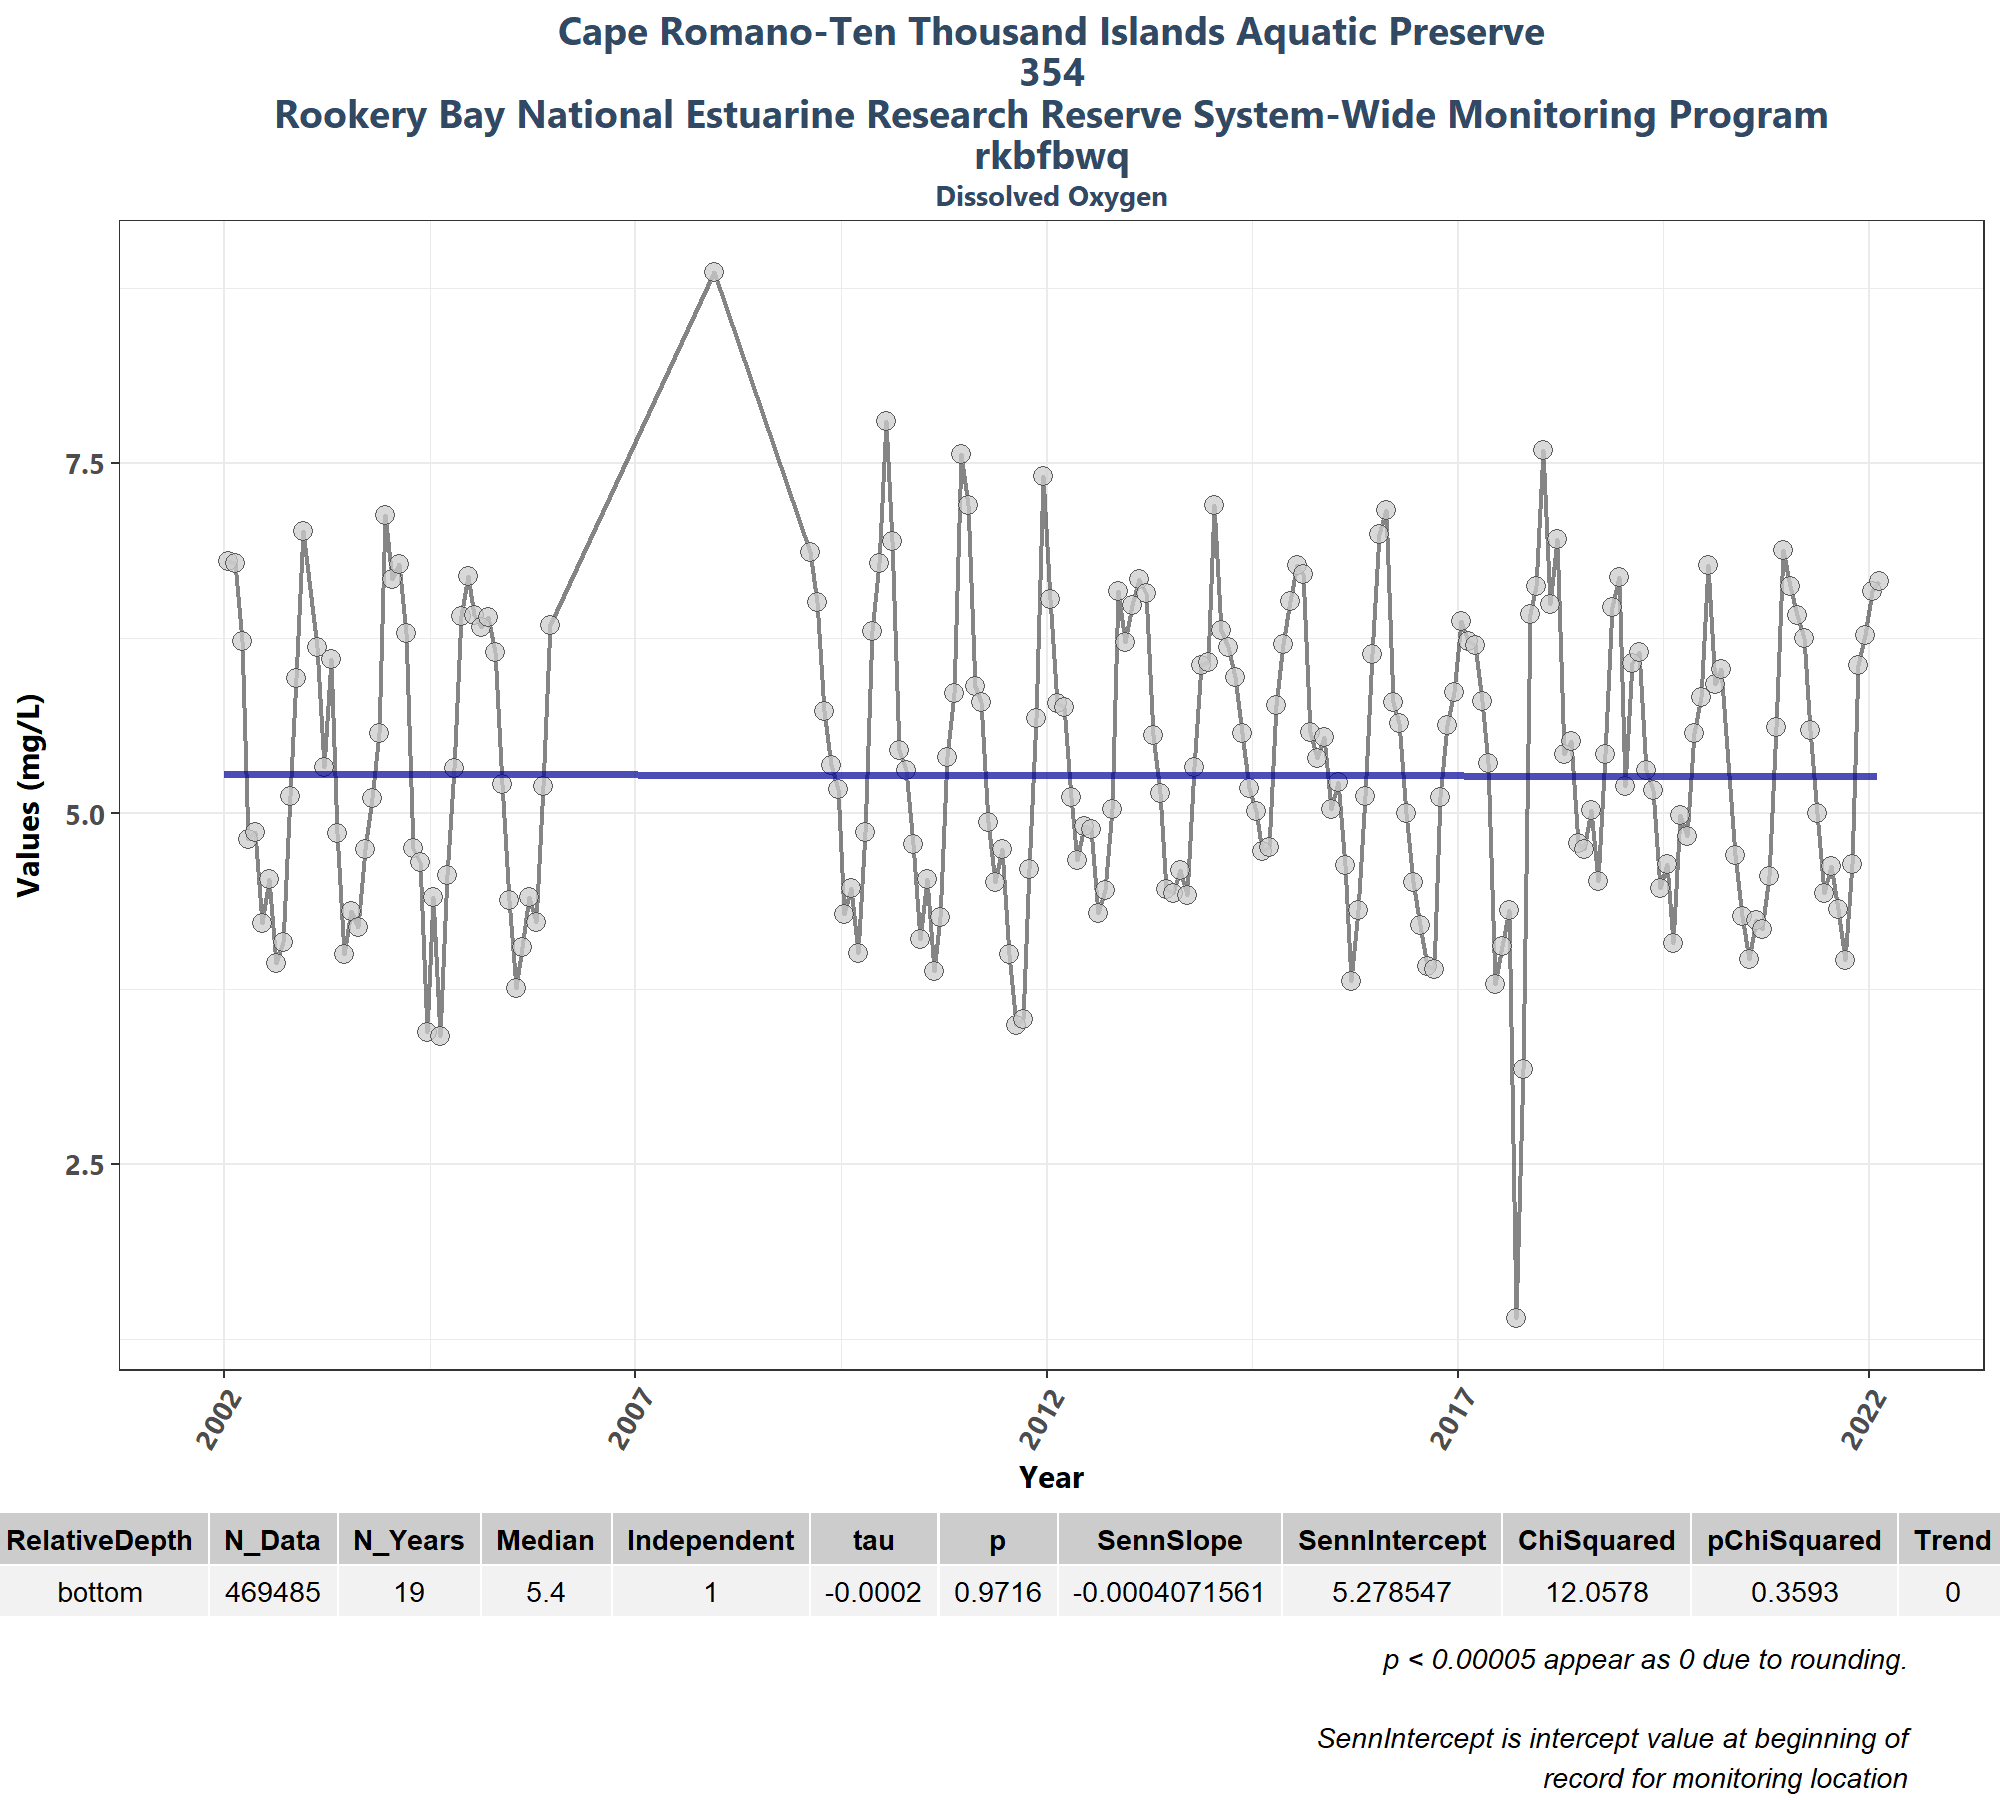 Cape Romano-Ten Thousand Islands Aquatic Preserve
354
Rookery Bay National Estuarine Research Reserve System-Wide Monitoring Program
rkbfbwq
Dissolved Oxygen
Values (mg/L)
7.5
5.0
2.5
2002 2007 2012 2017 2022
Year
RelativeDepth N_Data N_Years Median Independent tau p SennSlope SennIntercept ChiSquared pChiSquared Trend
bottom 469485 19 5.4 1 -0.0002 0.9716 -0.0004071561 5.278547 12.0578 0.3593 0
p < 0.00005 appear as 0 due to rounding.
SennIntercept is intercept value at beginning of
record for monitoring location